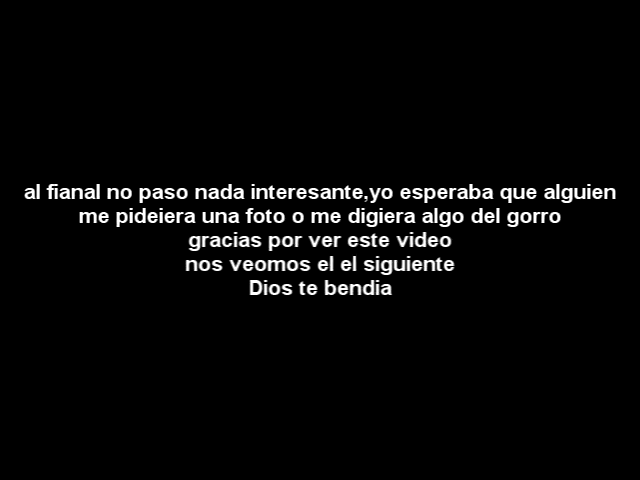 al fianal no paso nada interesante,yo esperaba que alguien
me pideiera una foto o me digiera algo del gorro
gracias por ver este video
nos veomos el el siguiente
Dios te bendia